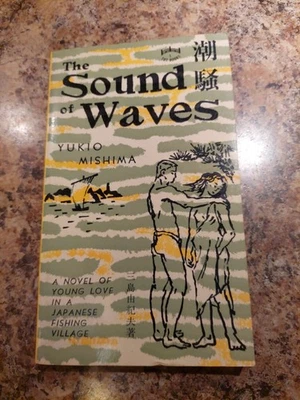 The
Sound
of Waves
潮騒
YUKIO
MISHIMA
A NOVEL OF
YOUNG LOVE
IN A
JAPANESE
FISHING
VILLAGE
三島由紀夫著